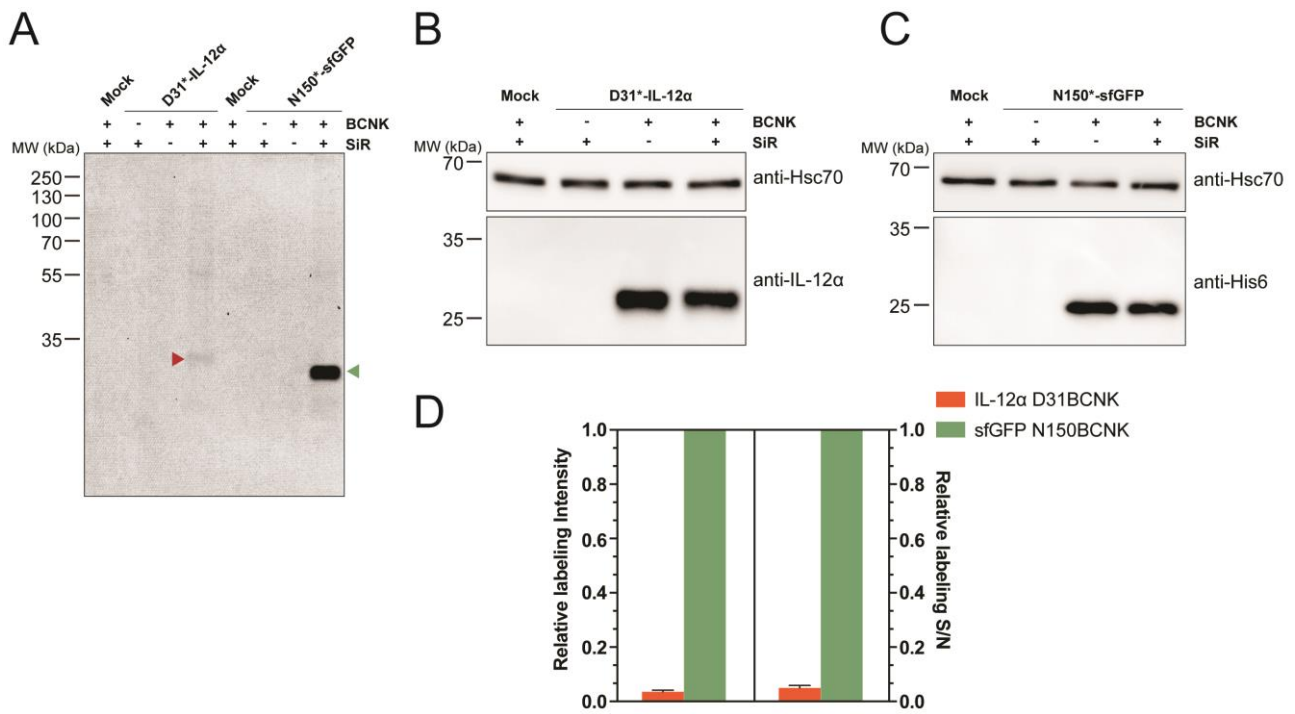 A
Mock D31*-IL-12α Mock N150*-sfGFP
+ - + + + - + + BCNK
MW (kDa) + + - + + + - + SiR
250
130
100
70
55
35
B
Mock D31*-IL-12α
+ - + + BCNK
MW (kDa) + + - + SiR
70
anti-Hsc70
35
anti-IL-12α
25
C
Mock N150*-sfGFP
+ - + + BCNK
MW (kDa) + + - + SiR
70
anti-Hsc70
35
anti-His6
25
D
IL-12α D31BCNK
sfGFP N150BCNK
Relative labeling Intensity
1.0 1.0
0.8 0.8
0.6 0.6
0.4 0.4
0.2 0.2
0.0 0.0
Relative labeling S/N